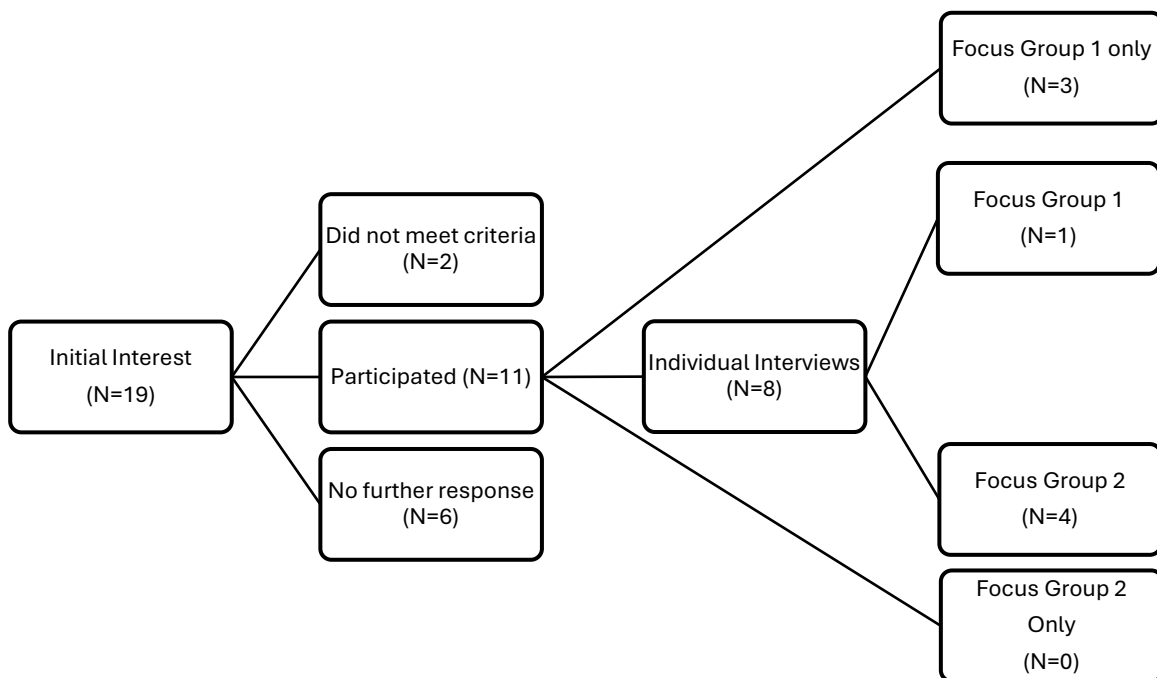 Initial Interest
(N=19)
Did not meet criteria
(N=2)
Participated (N=11)
No further response
(N=6)
Individual Interviews
(N=8)
Focus Group 1 only
(N=3)
Focus Group 1
(N=1)
Focus Group 2
(N=4)
Focus Group 2
Only
(N=0)